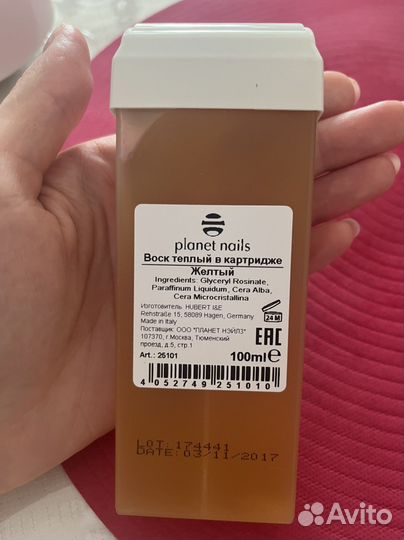 planet nails
Воск теплый в картридже
Желтый
Ingredients: Glyceryl Rosinate,
Paraffinum Liquidum, Cera Alba,
Cera Microcristallina
Изготовитель: HUBERT I&E
Rehstraße 15, 58089 Hagen, Germany
Made in Italy
Поставщик: ООО "ПЛАНЕТ НЭЙЛЗ"
107370, г Москва, Тюменский
проезд, д.5, стр.1
24 M
EAC
Art.: 25101
100ml e
4 052749 251010
LOT: 174441
DATE: 03/11/2017
Avito